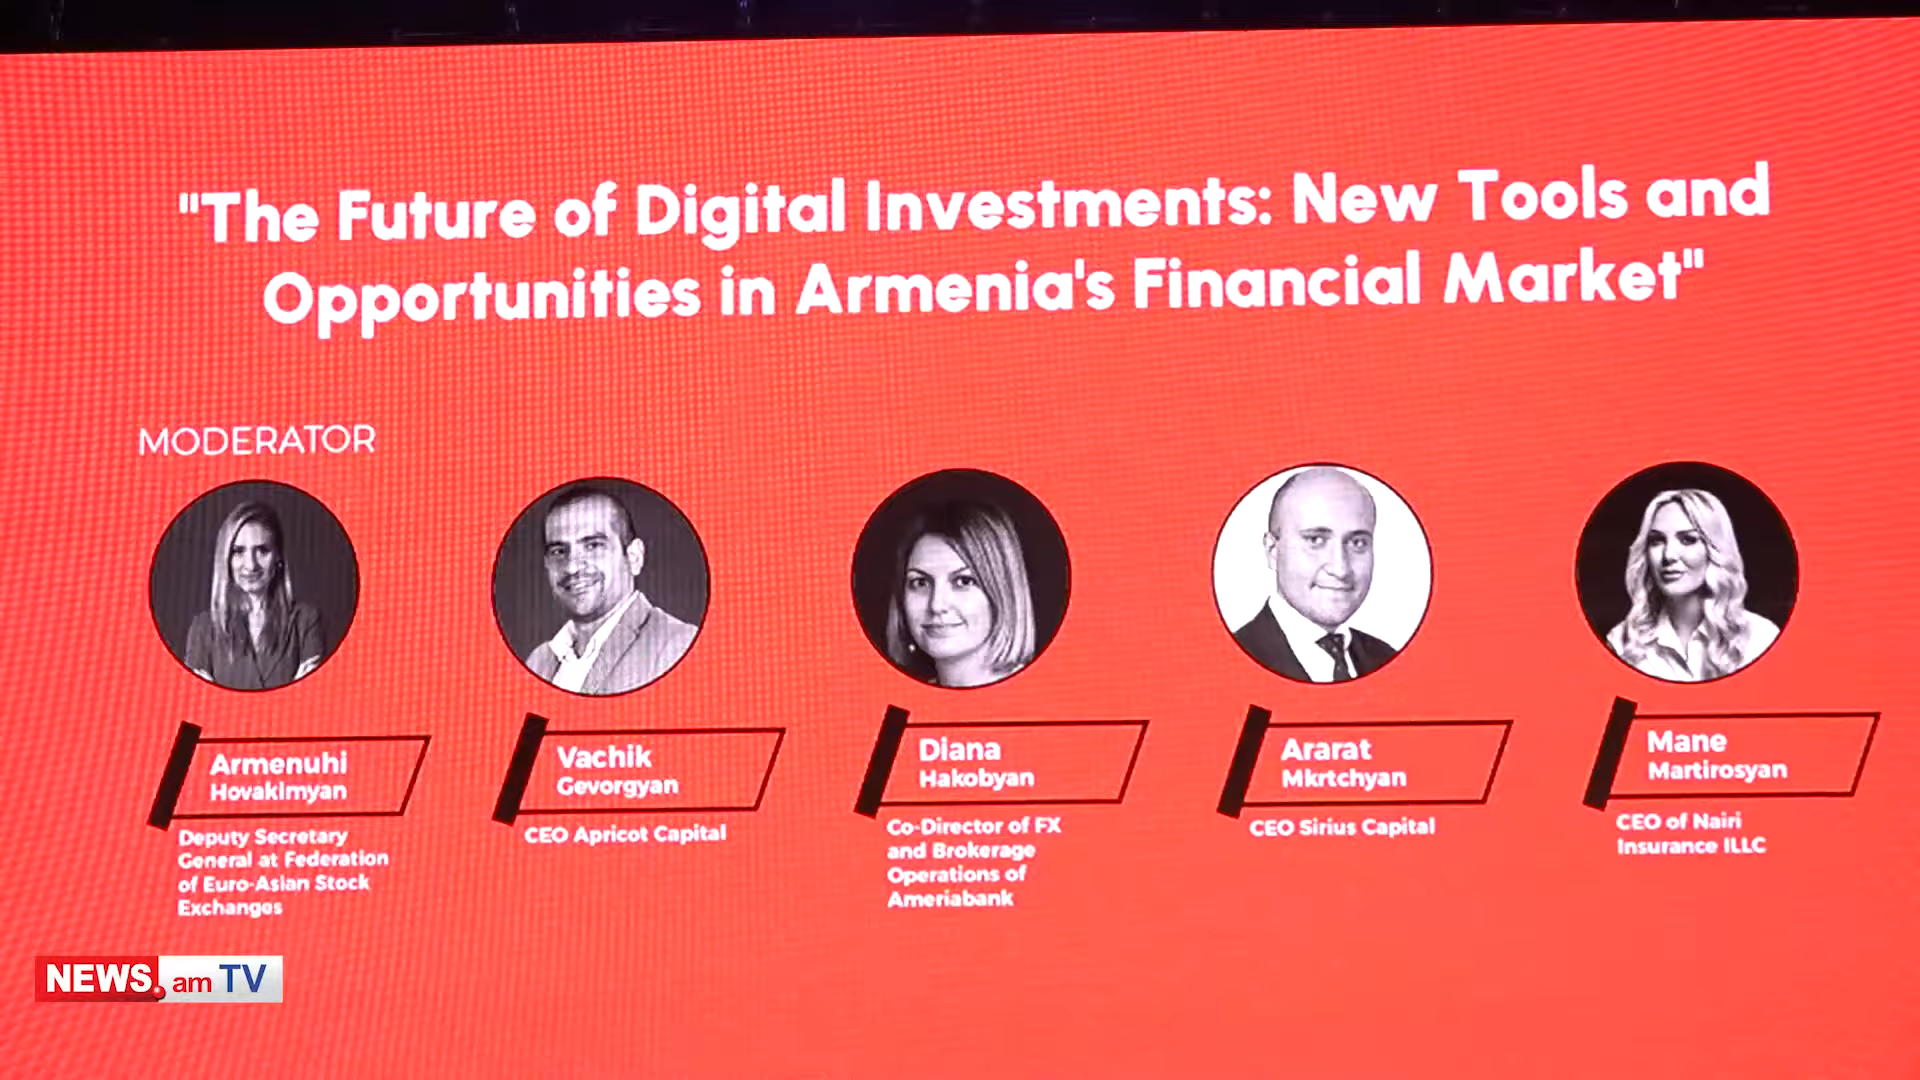 "The Future of Digital Investments: New Tools and
Opportunities in Armenia's Financial Market"
MODERATOR
Armenuhi
Hovakimyan
Deputy Secretary
General at Federation
of Euro-Asian Stock
Exchanges
Vachik
Gevorgyan
CEO Apricot Capital
Diana
Hakobyan
Co-Director of FX
and Brokerage
Operations of
Ameriabank
Ararat
Mkrtchyan
CEO Sirius Capital
Mane
Martirosyan
CEO of Nairi
Insurance ILLC
NEWS.am TV